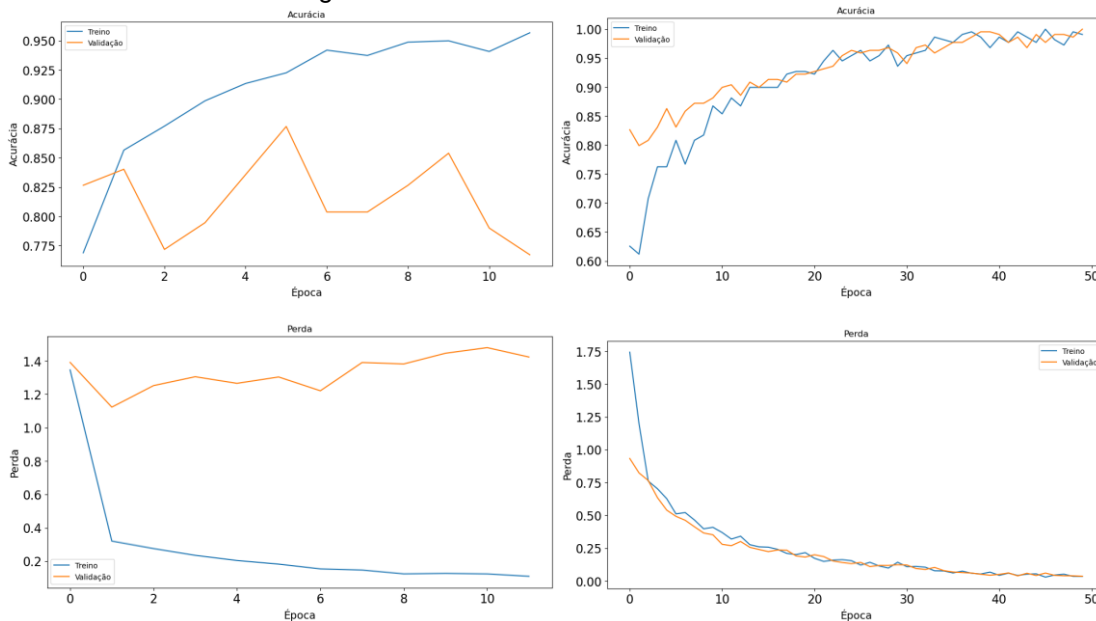 Acurácia
Treino
Validação
0.950
0.925
0.900
0.875
0.850
0.825
0.800
0.775
Acurácia
0 2 4 6 8 10
Época
Acurácia
Treino
Validação
1.00
0.95
0.90
0.85
0.80
0.75
0.70
0.65
0.60
Acurácia
0 10 20 30 40 50
Época
Perda
1.4
1.2
1.0
0.8
0.6
0.4
0.2
Perda
Treino
Validação
0 2 4 6 8 10
Época
Perda
Treino
Validação
1.75
1.50
1.25
1.00
0.75
0.50
0.25
0.00
Perda
0 10 20 30 40 50
Época